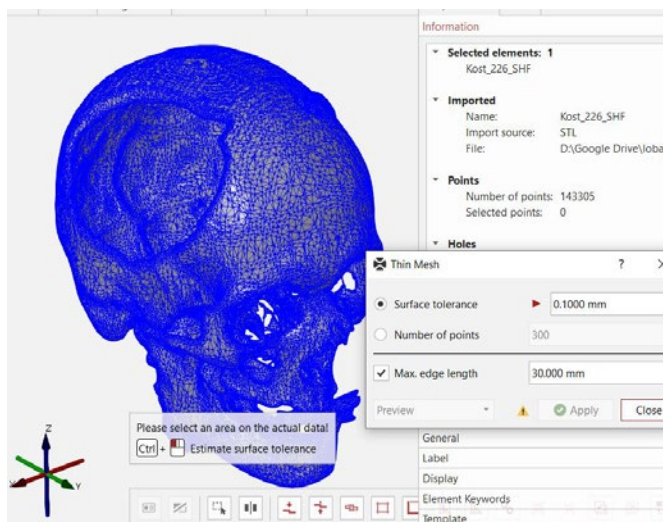 Information
Selected elements: 1
Kost_226_SHF
Imported
Name: Kost_226_SHF
Import source: STL
File: D:\Google Drive\loba
Points
Number of points: 143305
Selected points: 0
Holes
Thin Mesh ? X
Surface tolerance 0.1000 mm
Number of points 300
Max. edge length 30.000 mm
Preview Apply Close
Please select an area on the actual data!
Ctrl + Estimate surface tolerance
General
Label
Display
Element Keywords
Template
Z
Y